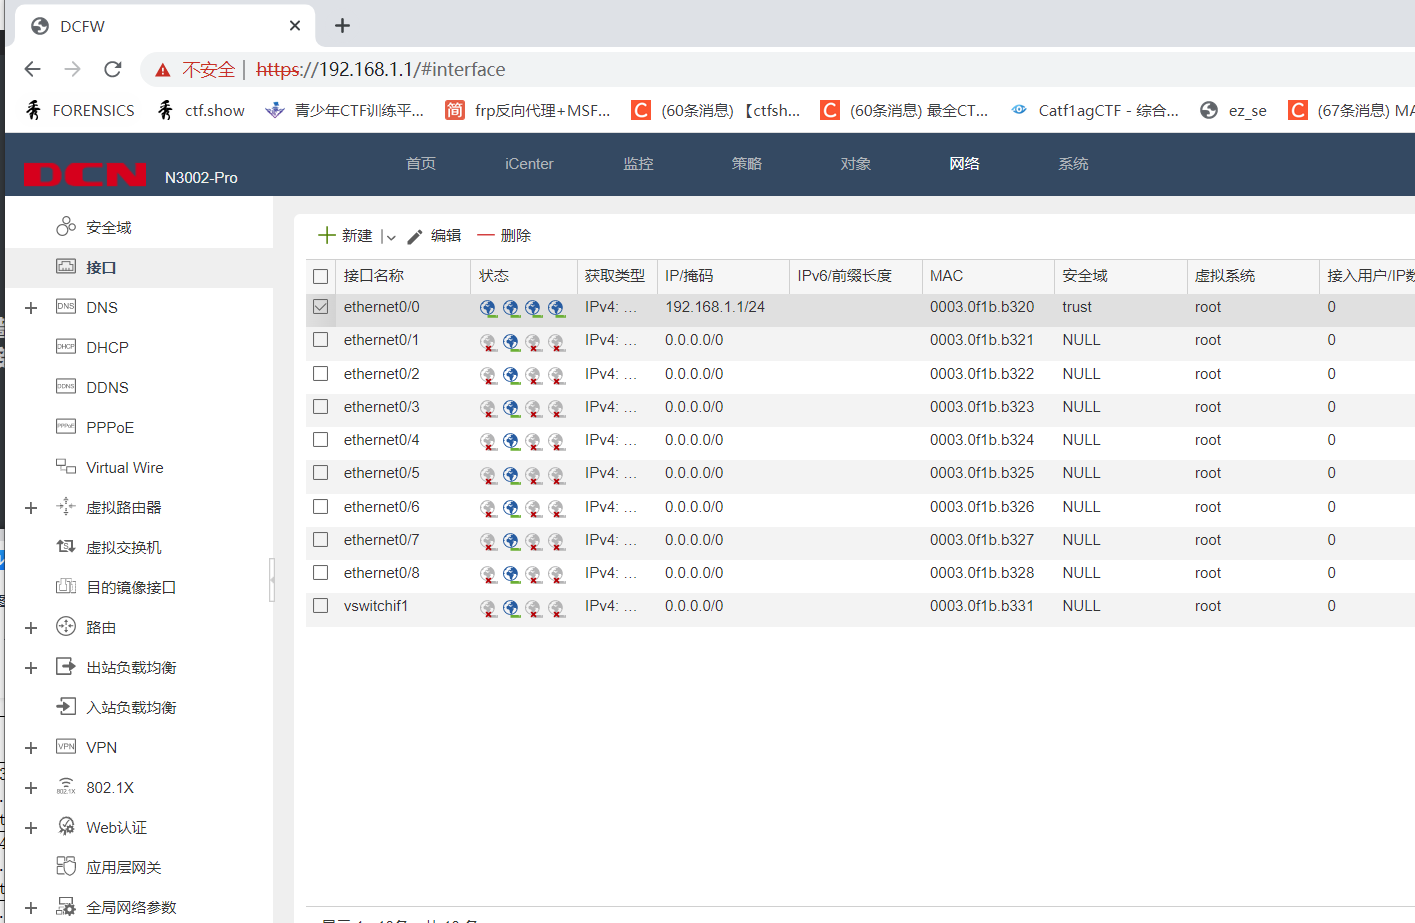 DCFW
不安全 | https://192.168.1.1/#interface
FORENSICS ctf.show 青少年CTF训练平... frp反向代理+MSF... (60条消息)【ctfsh... (60条消息) 最全CT... Catf1agCTF - 综合... ez_se (67条消息) MA
DCN N3002-Pro 首页 iCenter 监控 策略 对象 网络 系统
安全域
接口
DNS
DHCP
DDNS
PPPoE
Virtual Wire
虚拟路由器
虚拟交换机
目的镜像接口
路由
出站负载均衡
入站负载均衡
VPN
802.1X
Web认证
应用层网关
全局网络参数
新建 编辑 删除
接口名称 状态 获取类型 IP/掩码 IPv6/前缀长度 MAC 安全域 虚拟系统 接入用户/IP数
ethernet0/0 IPv4: ... 192.168.1.1/24 0003.0f1b.b320 trust root 0
ethernet0/1 IPv4: ... 0.0.0.0/0 0003.0f1b.b321 NULL root 0
ethernet0/2 IPv4: ... 0.0.0.0/0 0003.0f1b.b322 NULL root 0
ethernet0/3 IPv4: ... 0.0.0.0/0 0003.0f1b.b323 NULL root 0
ethernet0/4 IPv4: ... 0.0.0.0/0 0003.0f1b.b324 NULL root 0
ethernet0/5 IPv4: ... 0.0.0.0/0 0003.0f1b.b325 NULL root 0
ethernet0/6 IPv4: ... 0.0.0.0/0 0003.0f1b.b326 NULL root 0
ethernet0/7 IPv4: ... 0.0.0.0/0 0003.0f1b.b327 NULL root 0
ethernet0/8 IPv4: ... 0.0.0.0/0 0003.0f1b.b328 NULL root 0
vswitchif1 IPv4: ... 0.0.0.0/0 0003.0f1b.b331 NULL root 0